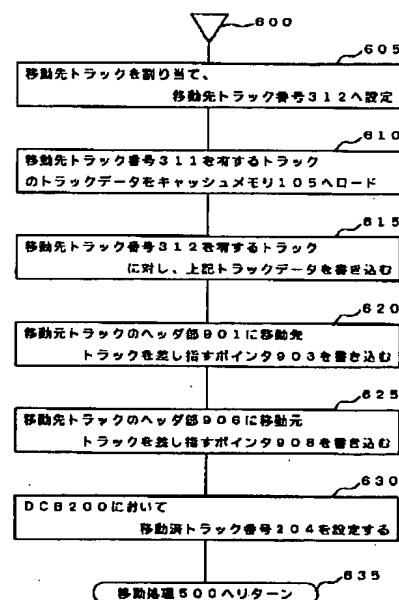 600
605
移動先トラックを割り当て、
移動先トラック番号312へ設定
610
移動先トラック番号311を有するトラック
のトラックデータをキャッシュメモリ105へロード
615
移動先トラック番号312を有するトラック
に対し、上記トラックデータを書き込む
620
移動元トラックのヘッダ部901に移動先
トラックを差し指すポインタ903を書き込む
625
移動先トラックのヘッダ部906に移動元
トラックを差し指すポインタ908を書き込む
630
DCB200において
移動済トラック番号204を設定する
635
移動処理500へリターン